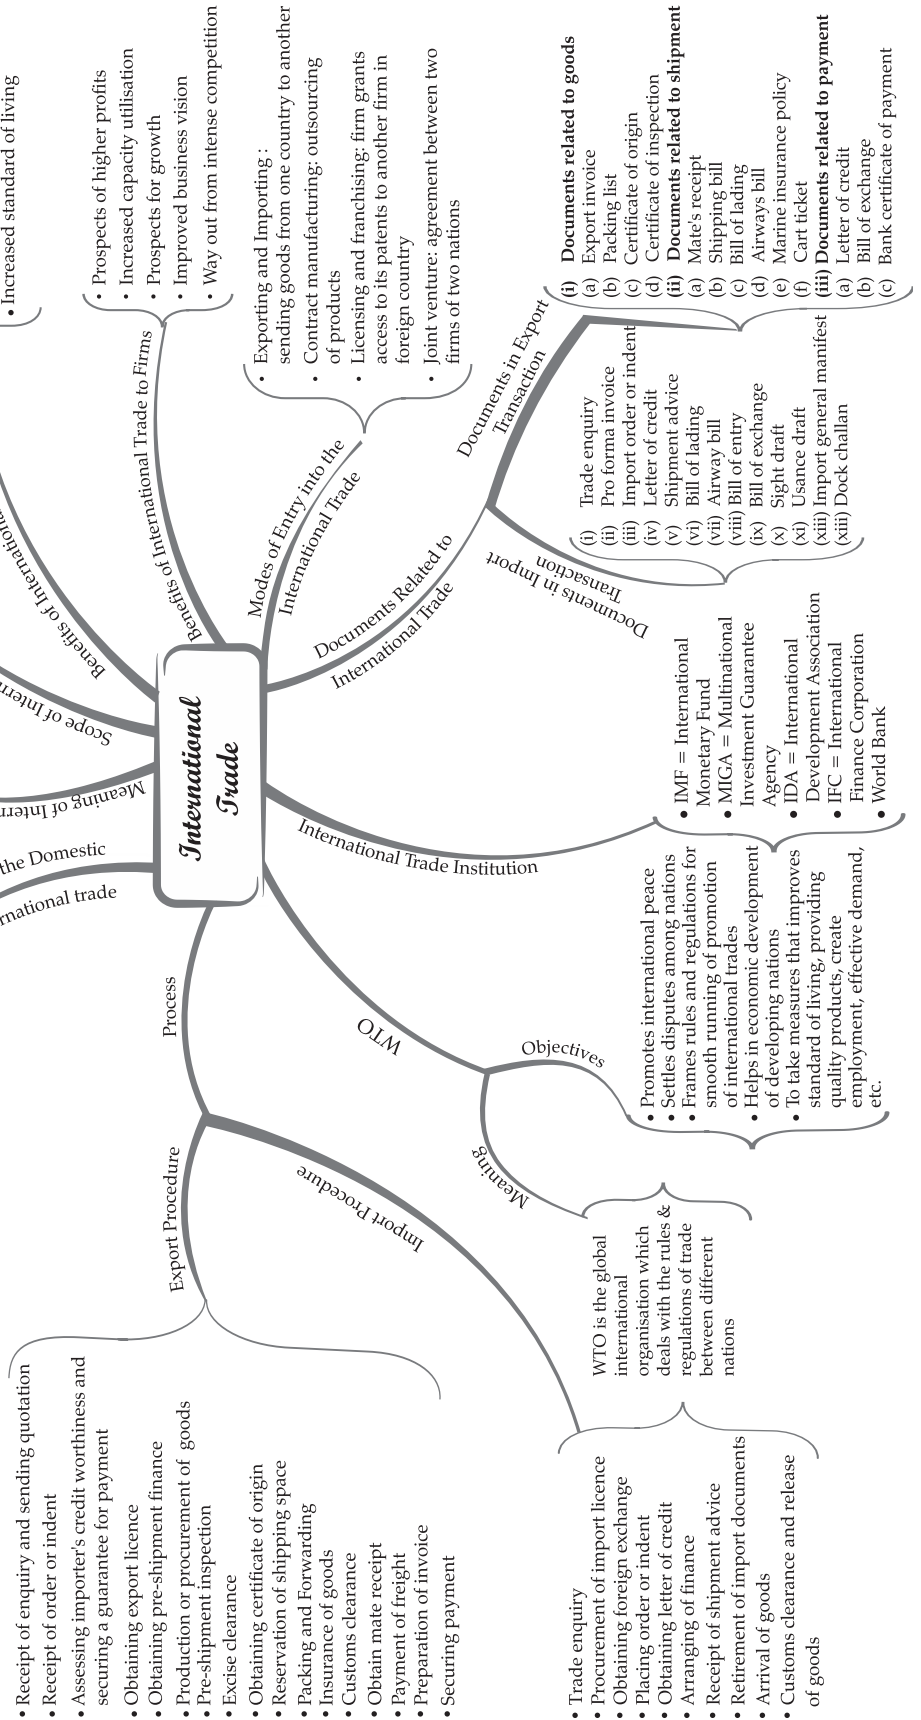 • Increased standard of living
• Prospects of higher profits
• Increased capacity utilisation
• Prospects for growth
• Improved business vision
• Way out from intense competition
Benefits of International
Benefits of International Trade to Firms
• Exporting and Importing :
sending goods from one country to another
• Contract manufacturing: outsourcing
of products
• Licensing and franchising: firm grants
access to its patents to another firm in
foreign country
• Joint venture: agreement between two
firms of two nations
Modes of Entry into the
International Trade
Documents Related to
International Trade
Documents in Export
Transaction
(i) Documents related to goods
(a) Export invoice
(b) Packing list
(c) Certificate of origin
(d) Certificate of inspection
(ii) Documents related to shipment
(a) Mate's receipt
(b) Shipping bill
(c) Bill of lading
(d) Airways bill
(e) Marine insurance policy
(f) Cart ticket
(iii) Documents related to payment
(a) Letter of credit
(b) Bill of exchange
(c) Bank certificate of payment
Documents in Import
Transaction
(i) Trade enquiry
(ii) Pro forma invoice
(iii) Import order or indent
(iv) Letter of credit
(v) Shipment advice
(vi) Bill of lading
(vii) Airway bill
(viii) Bill of entry
(ix) Bill of exchange
(x) Sight draft
(xi) Usance draft
(xiii) Import general manifest
(xiii) Dock challan
Scope of Intern
Meaning of Intern
the Domestic
rnational trade
International
Trade
International Trade Institution
• IMF = International
Monetary Fund
• MIGA = Multinational
Investment Guarantee
Agency
• IDA = International
Development Association
• IFC = International
Finance Corporation
• World Bank
Process
WTO
Objectives
• Promotes international peace
• Settles disputes among nations
• Frames rules and regulations for
smooth running of promotion
of international trades
• Helps in economic development
of developing nations
• To take measures that improves
standard of living, providing
quality products, create
employment, effective demand,
etc.
Meaning
WTO is the global
international
organisation which
deals with the rules &
regulations of trade
between different
nations
Export Procedure
• Receipt of enquiry and sending quotation
• Receipt of order or indent
• Assessing importer's credit worthiness and
securing a guarantee for payment
• Obtaining export licence
• Obtaining pre-shipment finance
• Production or procurement of goods
• Pre-shipment inspection
• Excise clearance
• Obtaining certificate of origin
• Reservation of shipping space
• Packing and Forwarding
• Insurance of goods
• Customs clearance
• Obtain mate receipt
• Payment of freight
• Preparation of invoice
• Securing payment
Import Procedure
• Trade enquiry
• Procurement of import licence
• Obtaining foreign exchange
• Placing order or indent
• Obtaining letter of credit
• Arranging of finance
• Receipt of shipment advice
• Retirement of import documents
• Arrival of goods
• Customs clearance and release
of goods